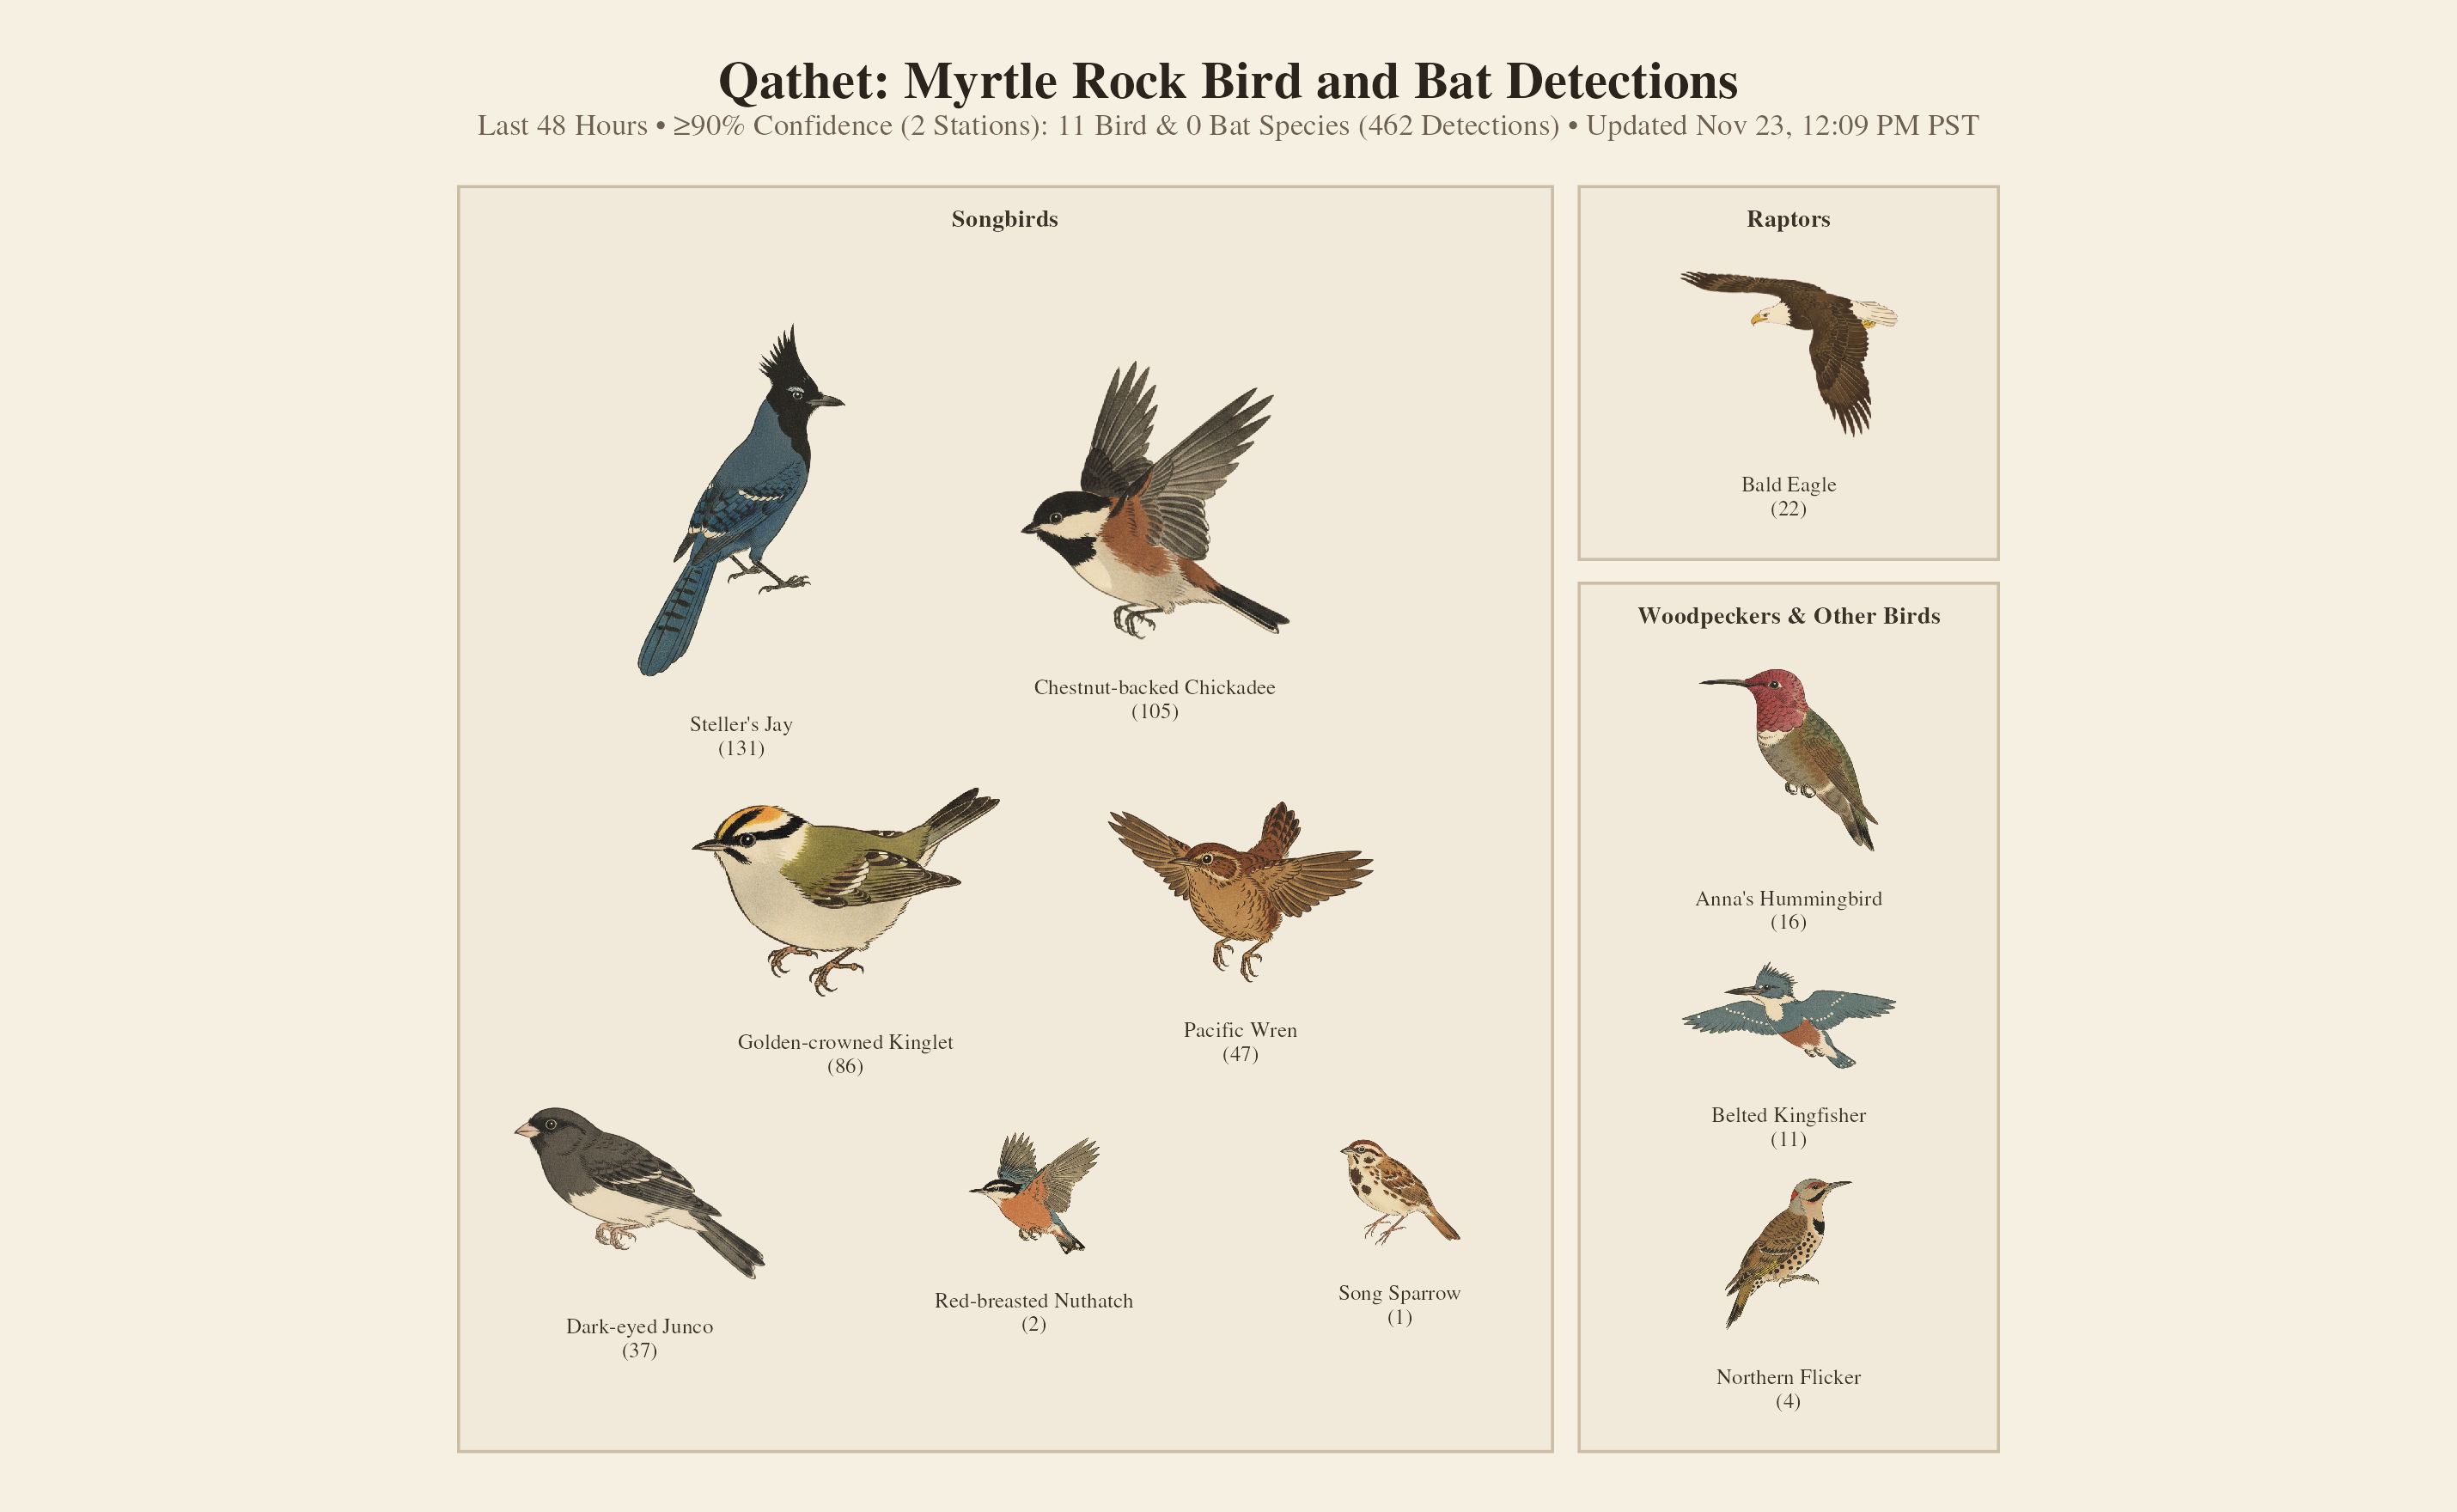 Qathet: Myrtle Rock Bird and Bat Detections
Last 48 Hours • ≥90% Confidence (2 Stations): 11 Bird & 0 Bat Species (462 Detections) • Updated Nov 23, 12:09 PM PST
Songbirds
Steller's Jay
(131)
Chestnut-backed Chickadee
(105)
Golden-crowned Kinglet
(86)
Pacific Wren
(47)
Dark-eyed Junco
(37)
Red-breasted Nuthatch
(2)
Song Sparrow
(1)
Raptors
Bald Eagle
(22)
Woodpeckers & Other Birds
Anna's Hummingbird
(16)
Belted Kingfisher
(11)
Northern Flicker
(4)